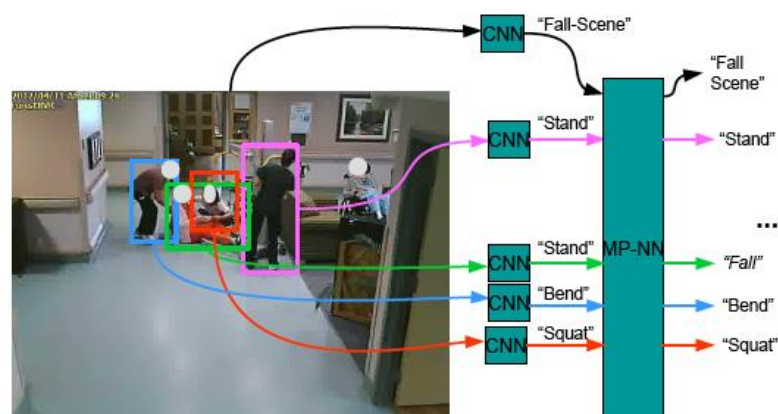 CNN
"Fall-Scene"
"Fall
Scene"
CNN
"Stand"
"Stand"
...
CNN
"Stand"
MP-NN
"Fall"
CNN
"Bend"
"Bend"
CNN
"Squat"
"Squat"